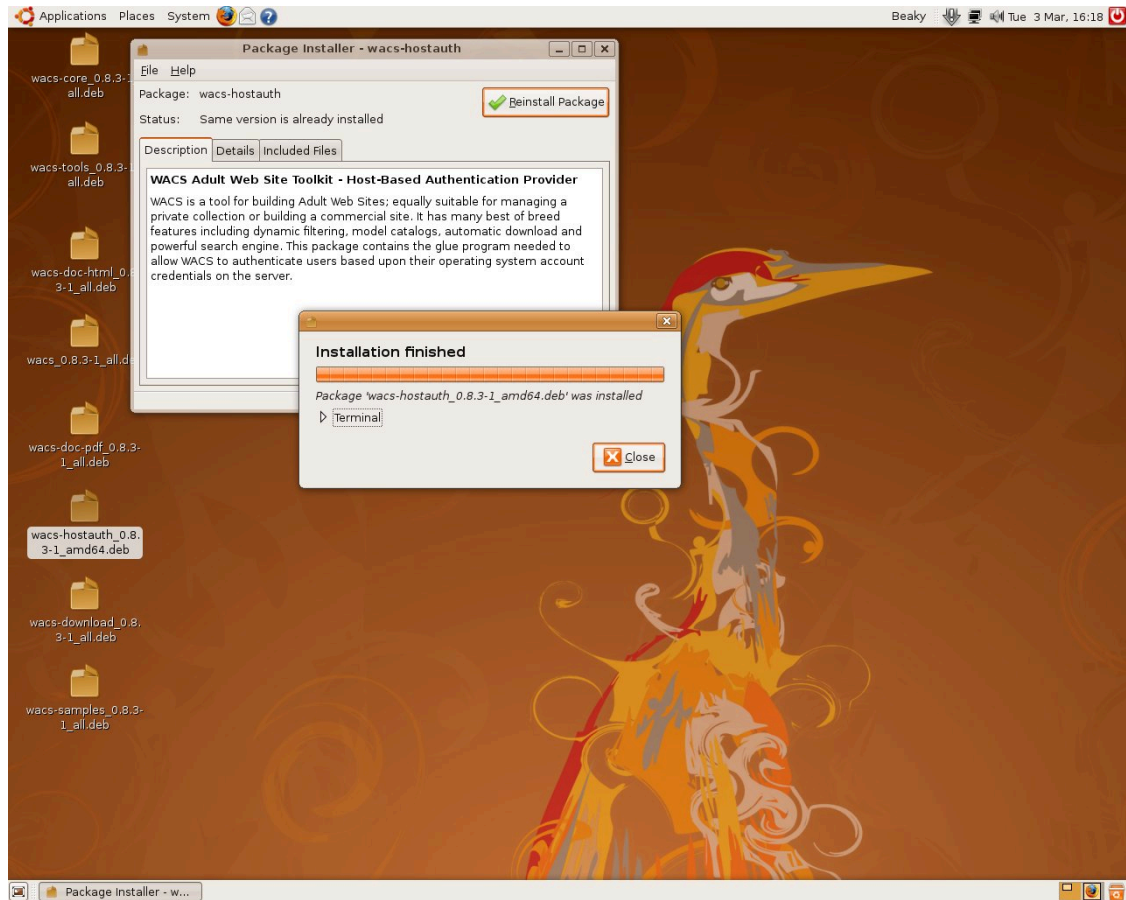 Applications Places System
Beaky
Tue 3 Mar, 16:18
wacs-core_0.8.3-1
all.deb
wacs-tools_0.8.3-1
all.deb
wacs-doc-html_0.
3-1_all.deb
wacs_0.8.3-1_all.de
wacs-doc-pdf_0.8.3-
1_all.deb
wacs-hostauth_0.8.
3-1_amd64.deb
wacs-download_0.8.
3-1_all.deb
wacs-samples_0.8.3-
1_all.deb
Package Installer - wacs-hostauth
File Help
Package: wacs-hostauth
Reinstall Package
Status: Same version is already installed
Description Details Included Files
WACS Adult Web Site Toolkit - Host-Based Authentication Provider
WACS is a tool for building Adult Web Sites; equally suitable for managing a
private collection or building a commercial site. It has many best of breed
features including dynamic filtering, model catalogs, automatic download and
powerful search engine. This package contains the glue program needed to
allow WACS to authenticate users based upon their operating system account
credentials on the server.
Installation finished
Package 'wacs-hostauth_0.8.3-1_amd64.deb' was installed
Terminal
Close
Package Installer - w...